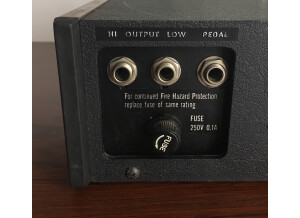 HI OUTPUT LOW PEDAL
For continued Fire Hazard Protection
replace fuse of same rating
FUSE
250V 0.1A
FUSE